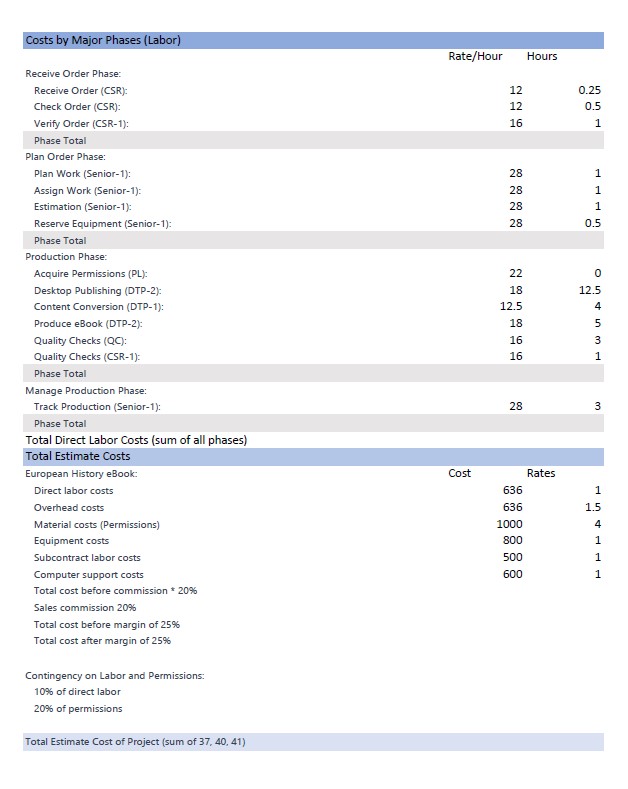 Costs by Major Phases (Labor)
Rate/Hour Hours
Receive Order Phase:
Receive Order (CSR): 12 0.25
Check Order (CSR): 12 0.5
Verify Order (CSR-1): 16 1
Phase Total
Plan Order Phase:
Plan Work (Senior-1): 28 1
Assign Work (Senior-1): 28 1
Estimation (Senior-1): 28 1
Reserve Equipment (Senior-1): 28 0.5
Phase Total
Production Phase:
Acquire Permissions (PL): 22 0
Desktop Publishing (DTP-2): 18 12.5
Content Conversion (DTP-1): 12.5 4
Produce eBook (DTP-2): 18 5
Quality Checks (QC): 16 3
Quality Checks (CSR-1): 16 1
Phase Total
Manage Production Phase:
Track Production (Senior-1): 28 3
Phase Total
Total Direct Labor Costs (sum of all phases)
Total Estimate Costs
European History eBook: Cost Rates
Direct labor costs 636 1
Overhead costs 636 1.5
Material costs (Permissions) 1000 4
Equipment costs 800 1
Subcontract labor costs 500 1
Computer support costs 600 1
Total cost before commission * 20%
Sales commission 20%
Total cost before margin of 25%
Total cost after margin of 25%
Contingency on Labor and Permissions:
10% of direct labor
20% of permissions
Total Estimate Cost of Project (sum of 37, 40, 41)